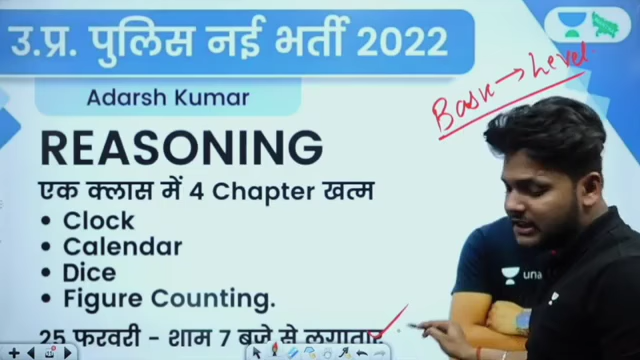 उ.प्र. पुलिस नई भर्ती 2022
Basic → Level.
Adarsh Kumar
REASONING
एक क्लास में 4 Chapter खत्म
• Clock
• Calendar
• Dice
• Figure Counting.
una
25 फरवरी - शाम 7 बजे से लगातार